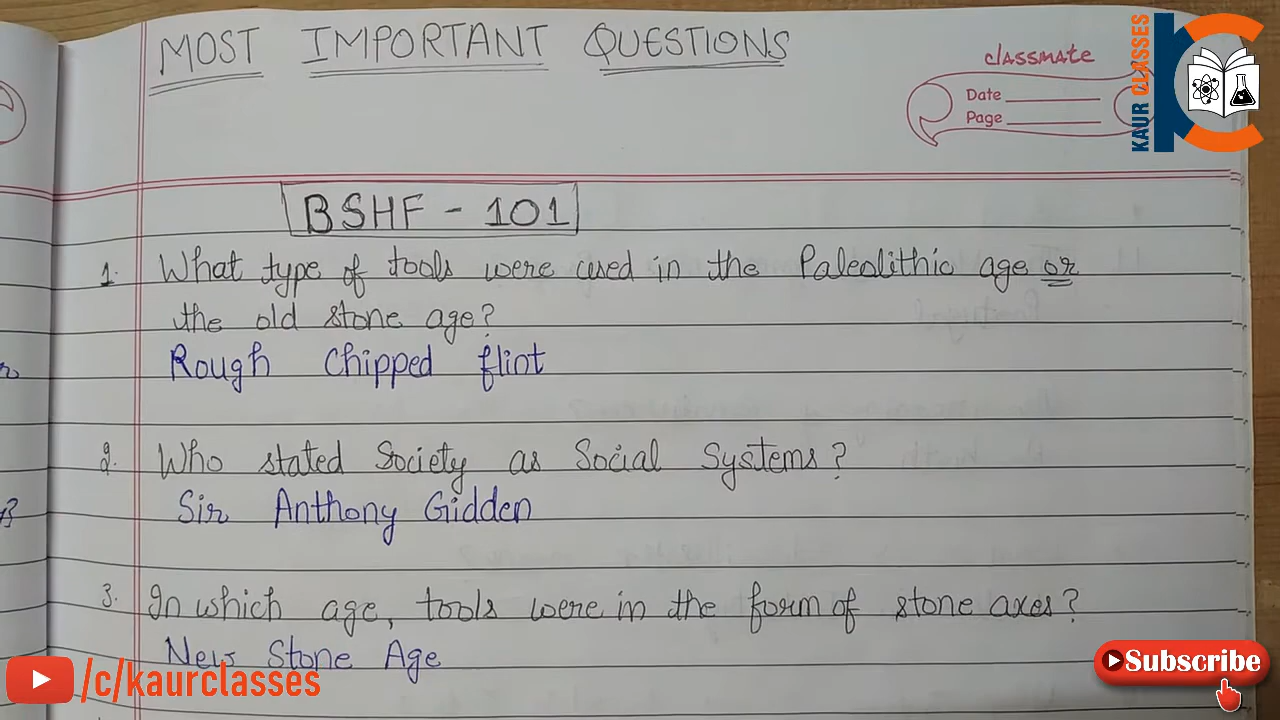 MOST IMPORTANT QUESTIONS
classmate
Date
Page
KAUR CLASSES
BSHF - 101
1. What type of tools were used in the Paleolithic age or
the old stone age?
Rough Chipped flint
2. Who stated Society as Social Systems?
Sir Anthony Gidden
3. In which age, tools were in the form of stone axes?
New Stone Age
/c/kaurclasses
Subscribe